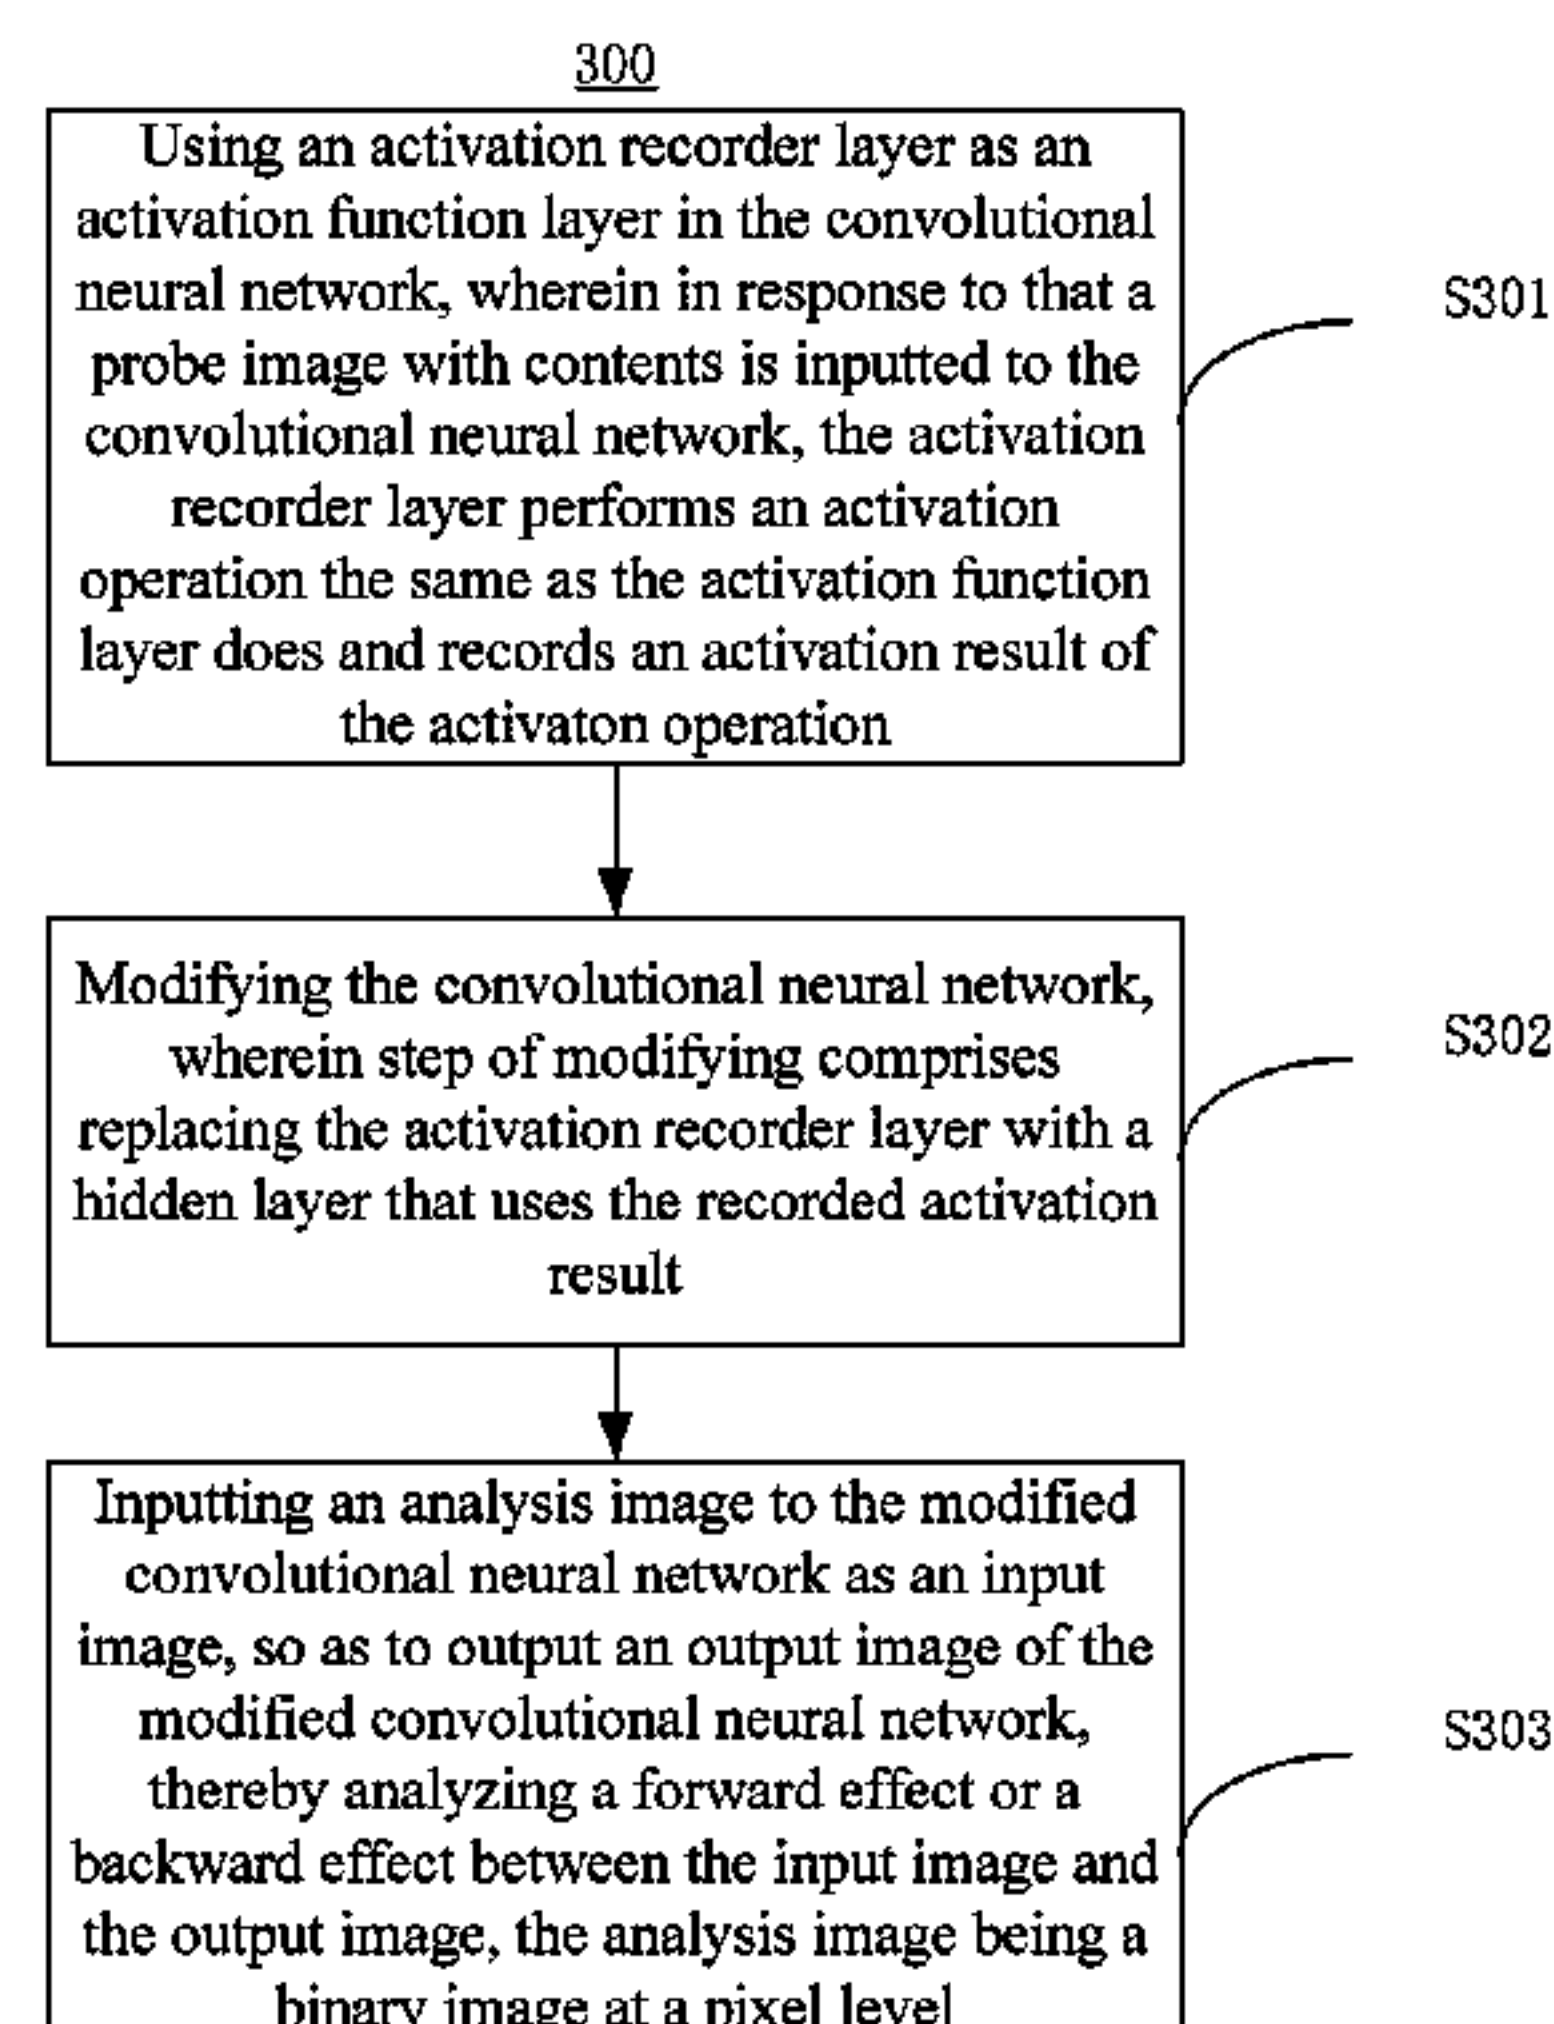 300
Using an activation recorder layer as an
activation function layer in the convolutional
neural network, wherein in response to that a
probe image with contents is inputted to the
convolutional neural network, the activation
recorder layer performs an activation
operation the same as the activation function
layer does and records an activation result of
the activaton operation
S301
Modifying the convolutional neural network,
wherein step of modifying comprises
replacing the activation recorder layer with a
hidden layer that uses the recorded activation
result
S302
Inputting an analysis image to the modified
convolutional neural network as an input
image, so as to output an output image of the
modified convolutional neural network,
thereby analyzing a forward effect or a
backward effect between the input image and
the output image, the analysis image being a
binary image at a pixel level
S303